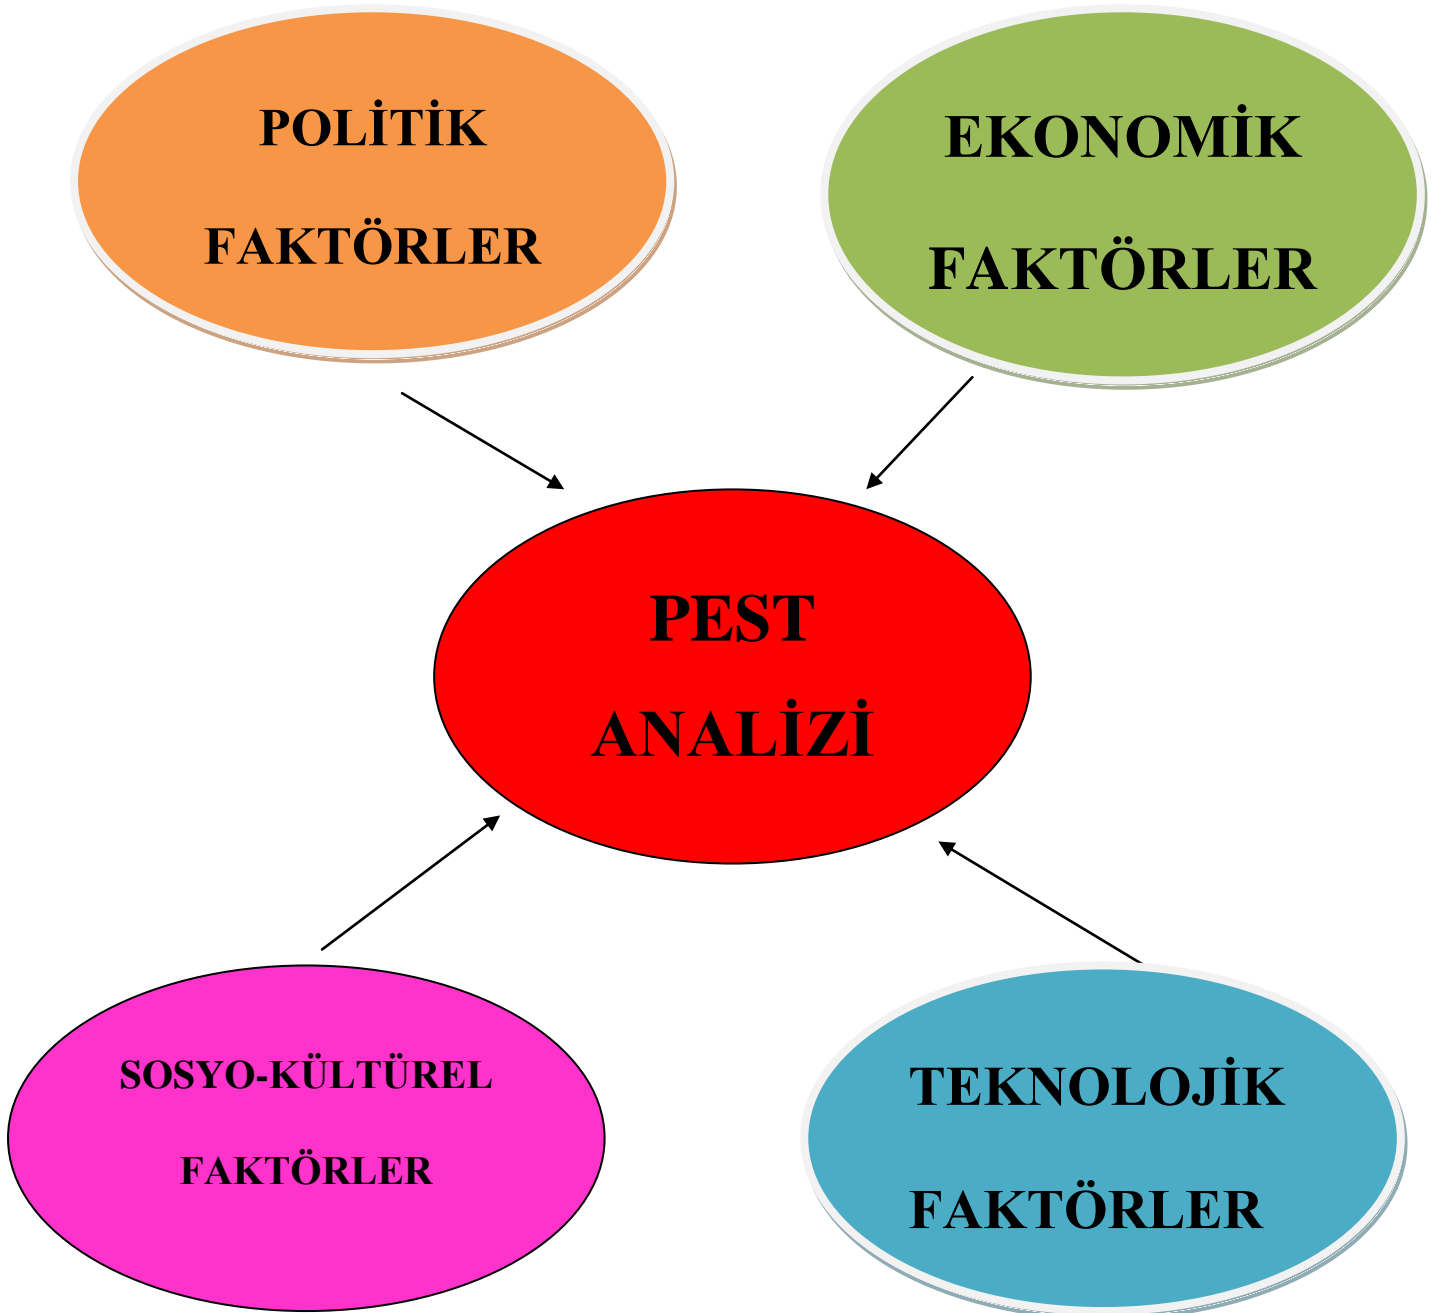 POLİTİK
FAKTÖRLER
EKONOMİK
FAKTÖRLER
PEST
ANALİZİ
SOSYO-KÜLTÜREL
FAKTÖRLER
TEKNOLOJİK
FAKTÖRLER